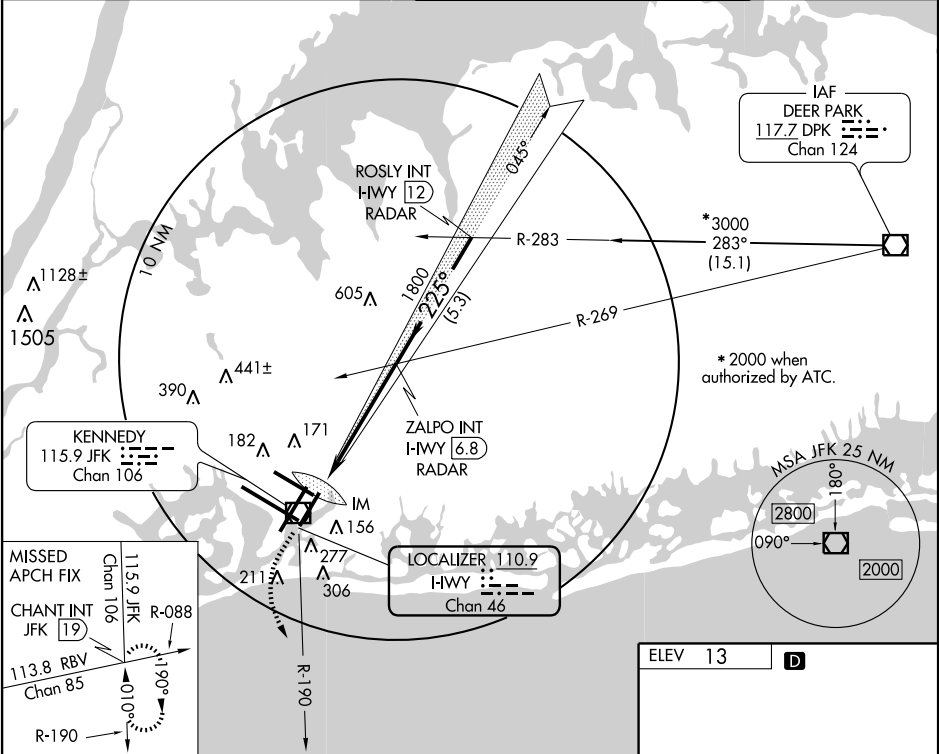 IAF
DEER PARK
117.7 DPK
Chan 124
ROSLY INT
I-IWY 12
RADAR
045°
10 NM
R-283
*3000
283°
(15.1)
1128±
1505
605
1800
225°
(5.3)
R-269
* 2000 when
authorized by ATC.
441±
390
ZALPO INT
I-IWY 6.8
RADAR
KENNEDY
115.9 JFK
Chan 106
182
171
IM
156
277
211
306
LOCALIZER 110.9
I-IWY
Chan 46
MSA JFK 25 NM
180°
2800
090°
2000
MISSED
APCH FIX
115.9 JFK
Chan 106
CHANT INT
JFK 19
R-088
113.8 RBV
Chan 85
190°
010°
R-190
R-190
ELEV 13
D